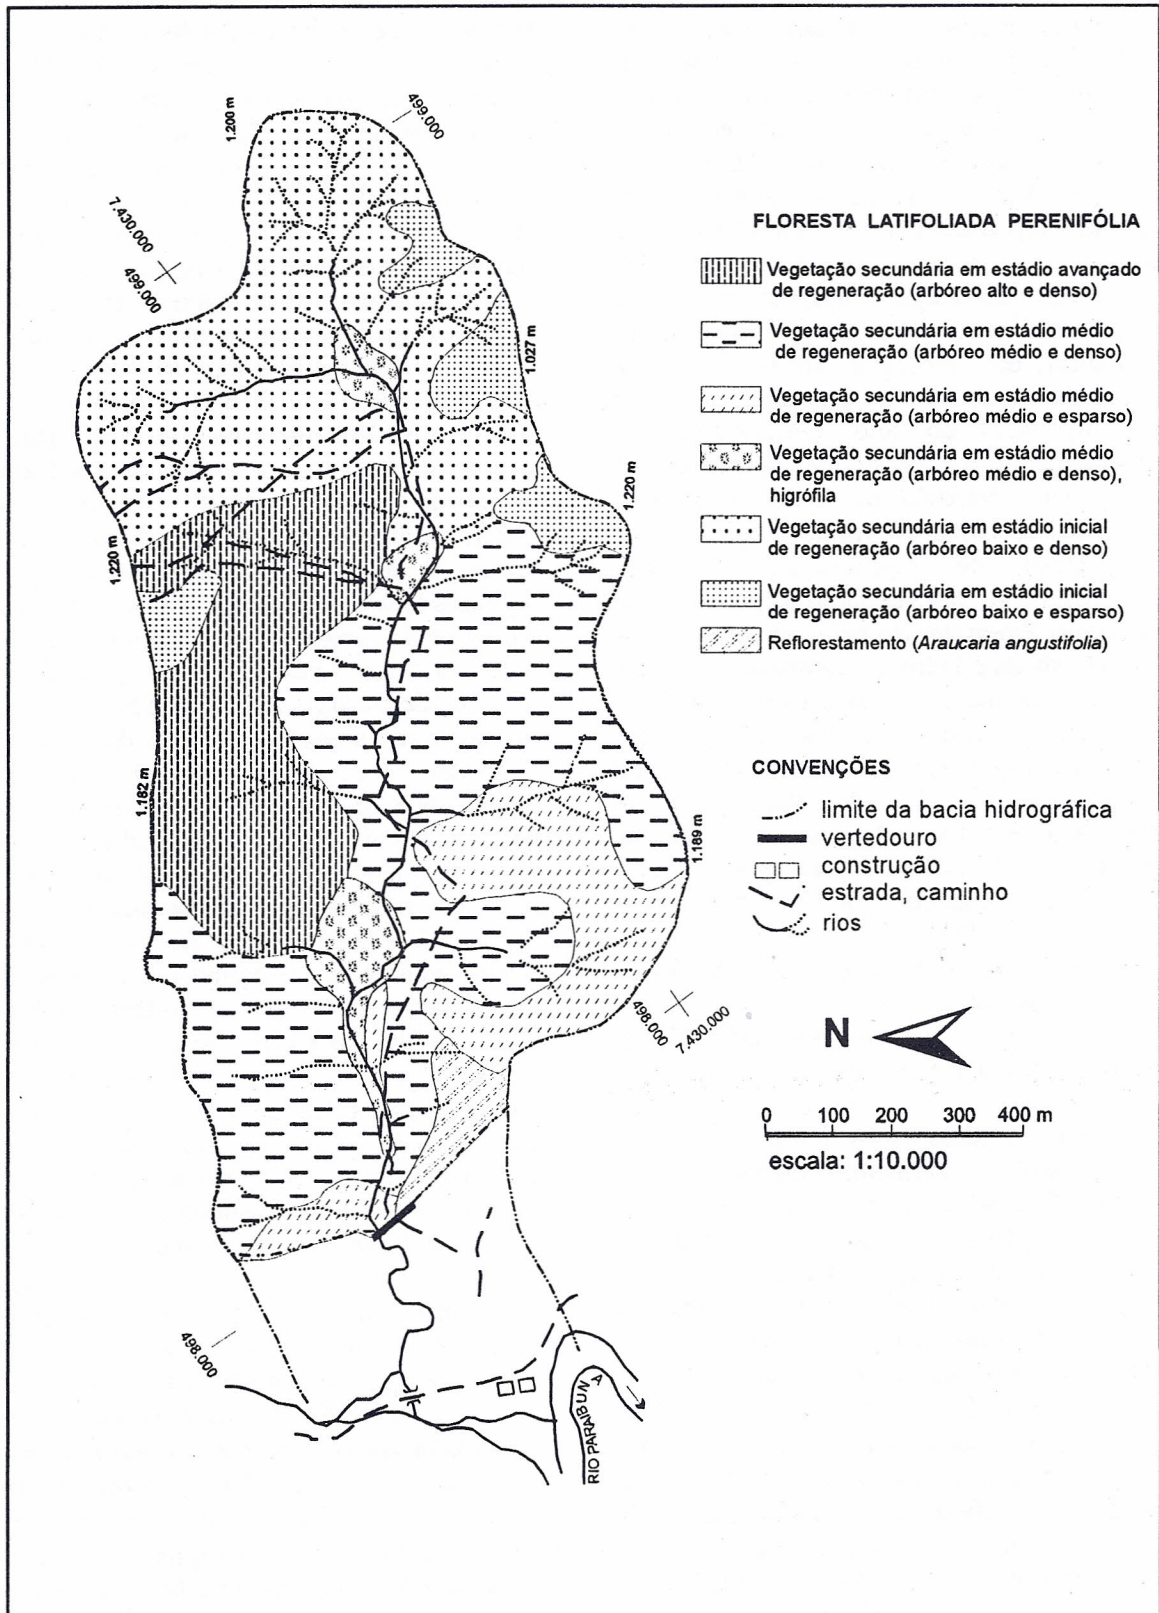 1.200 m
499.000
7.430.000
499.000
1.027 m
1.220 m
1.220 m
1.182 m
1.189 m
498.000
7.430.000
498.000
RIO PARAIBUNA
FLORESTA LATIFOLIADA PERENIFÓLIA
Vegetação secundária em estádio avançado
de regeneração (arbóreo alto e denso)
Vegetação secundária em estádio médio
de regeneração (arbóreo médio e denso)
Vegetação secundária em estádio médio
de regeneração (arbóreo médio e esparso)
Vegetação secundária em estádio médio
de regeneração (arbóreo médio e denso),
higrófila
Vegetação secundária em estádio inicial
de regeneração (arbóreo baixo e denso)
Vegetação secundária em estádio inicial
de regeneração (arbóreo baixo e esparso)
Reflorestamento (Araucaria angustifolia)
CONVENÇÕES
limite da bacia hidrográfica
vertedouro
construção
estrada, caminho
rios
N
0 100 200 300 400 m
escala: 1:10.000